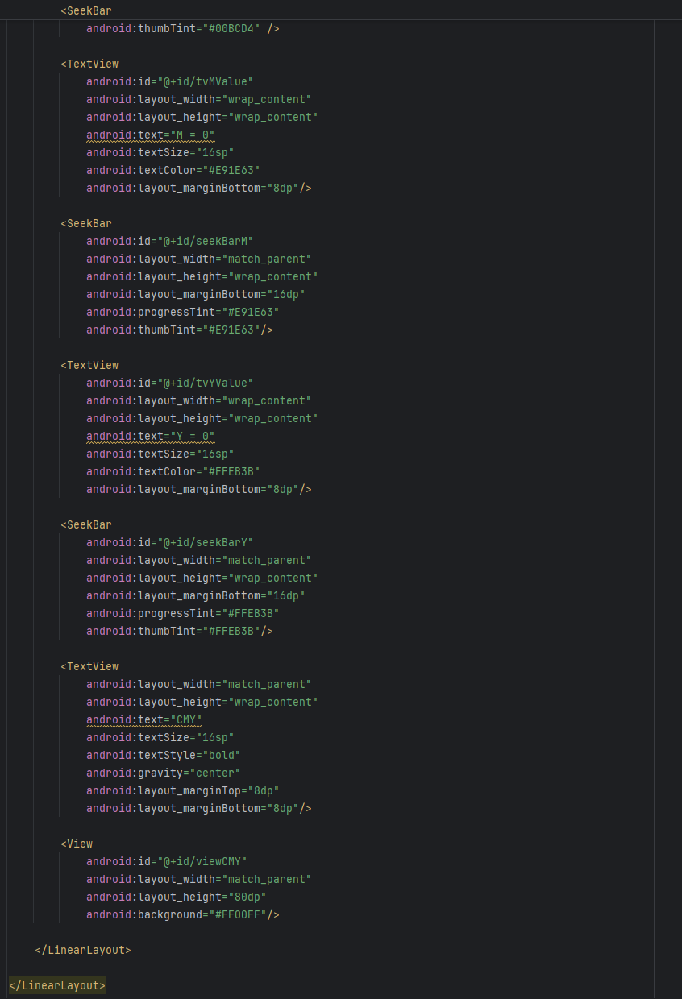 <SeekBar
android:thumbTint="#00BCD4" />
<TextView
android:id="@+id/tvMValue"
android:layout_width="wrap_content"
android:layout_height="wrap_content"
android:text="M = 0"
android:textSize="16sp"
android:textColor="#E91E63"
android:layout_marginBottom="8dp"/>
<SeekBar
android:id="@+id/seekBarM"
android:layout_width="match_parent"
android:layout_height="wrap_content"
android:layout_marginBottom="16dp"
android:progressTint="#E91E63"
android:thumbTint="#E91E63"/>
<TextView
android:id="@+id/tvYValue"
android:layout_width="wrap_content"
android:layout_height="wrap_content"
android:text="Y = 0"
android:textSize="16sp"
android:textColor="#FFEB3B"
android:layout_marginBottom="8dp"/>
<SeekBar
android:id="@+id/seekBarY"
android:layout_width="match_parent"
android:layout_height="wrap_content"
android:layout_marginBottom="16dp"
android:progressTint="#FFEB3B"
android:thumbTint="#FFEB3B"/>
<TextView
android:layout_width="match_parent"
android:layout_height="wrap_content"
android:text="CMY"
android:textSize="16sp"
android:textStyle="bold"
android:gravity="center"
android:layout_marginTop="8dp"
android:layout_marginBottom="8dp"/>
<View
android:id="@+id/viewCMY"
android:layout_width="match_parent"
android:layout_height="80dp"
android:background="#FF00FF"/>
</LinearLayout>
</LinearLayout>